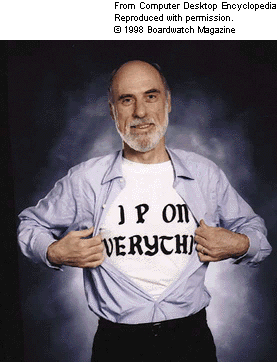 From Computer Desktop Encyclopedia
Reproduced with permission.
© 1998 Boardwatch Magazine
I P ON
VERYTHI